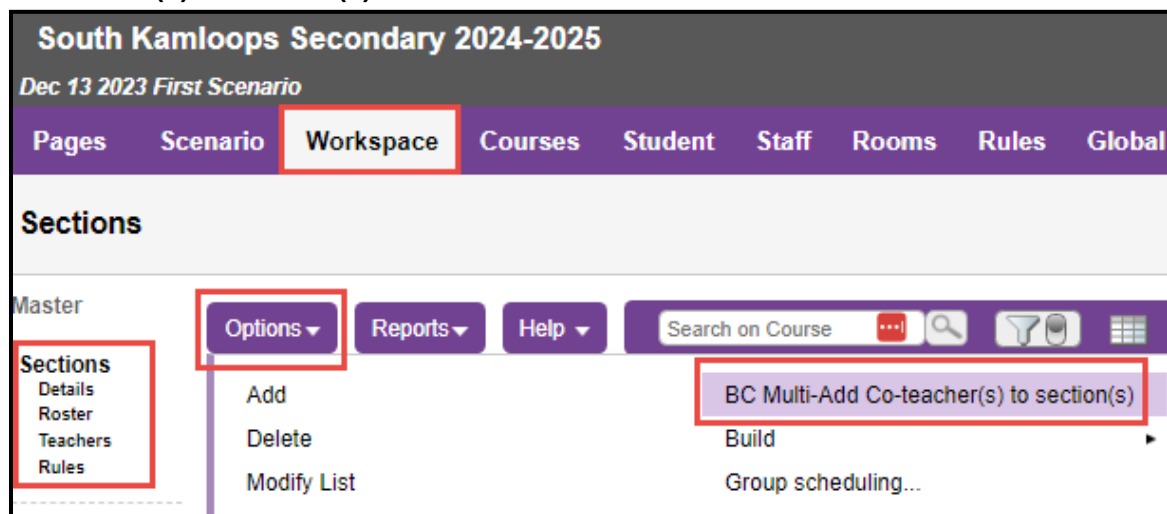 South Kamloops Secondary 2024-2025
Dec 13 2023 First Scenario
Pages Scenario Workspace Courses Student Staff Rooms Rules Global
Sections
Master
Options Reports Help Search on Course
Sections
Details
Roster
Teachers
Rules
Add BC Multi-Add Co-teacher(s) to section(s)
Delete Build
Modify List Group scheduling...